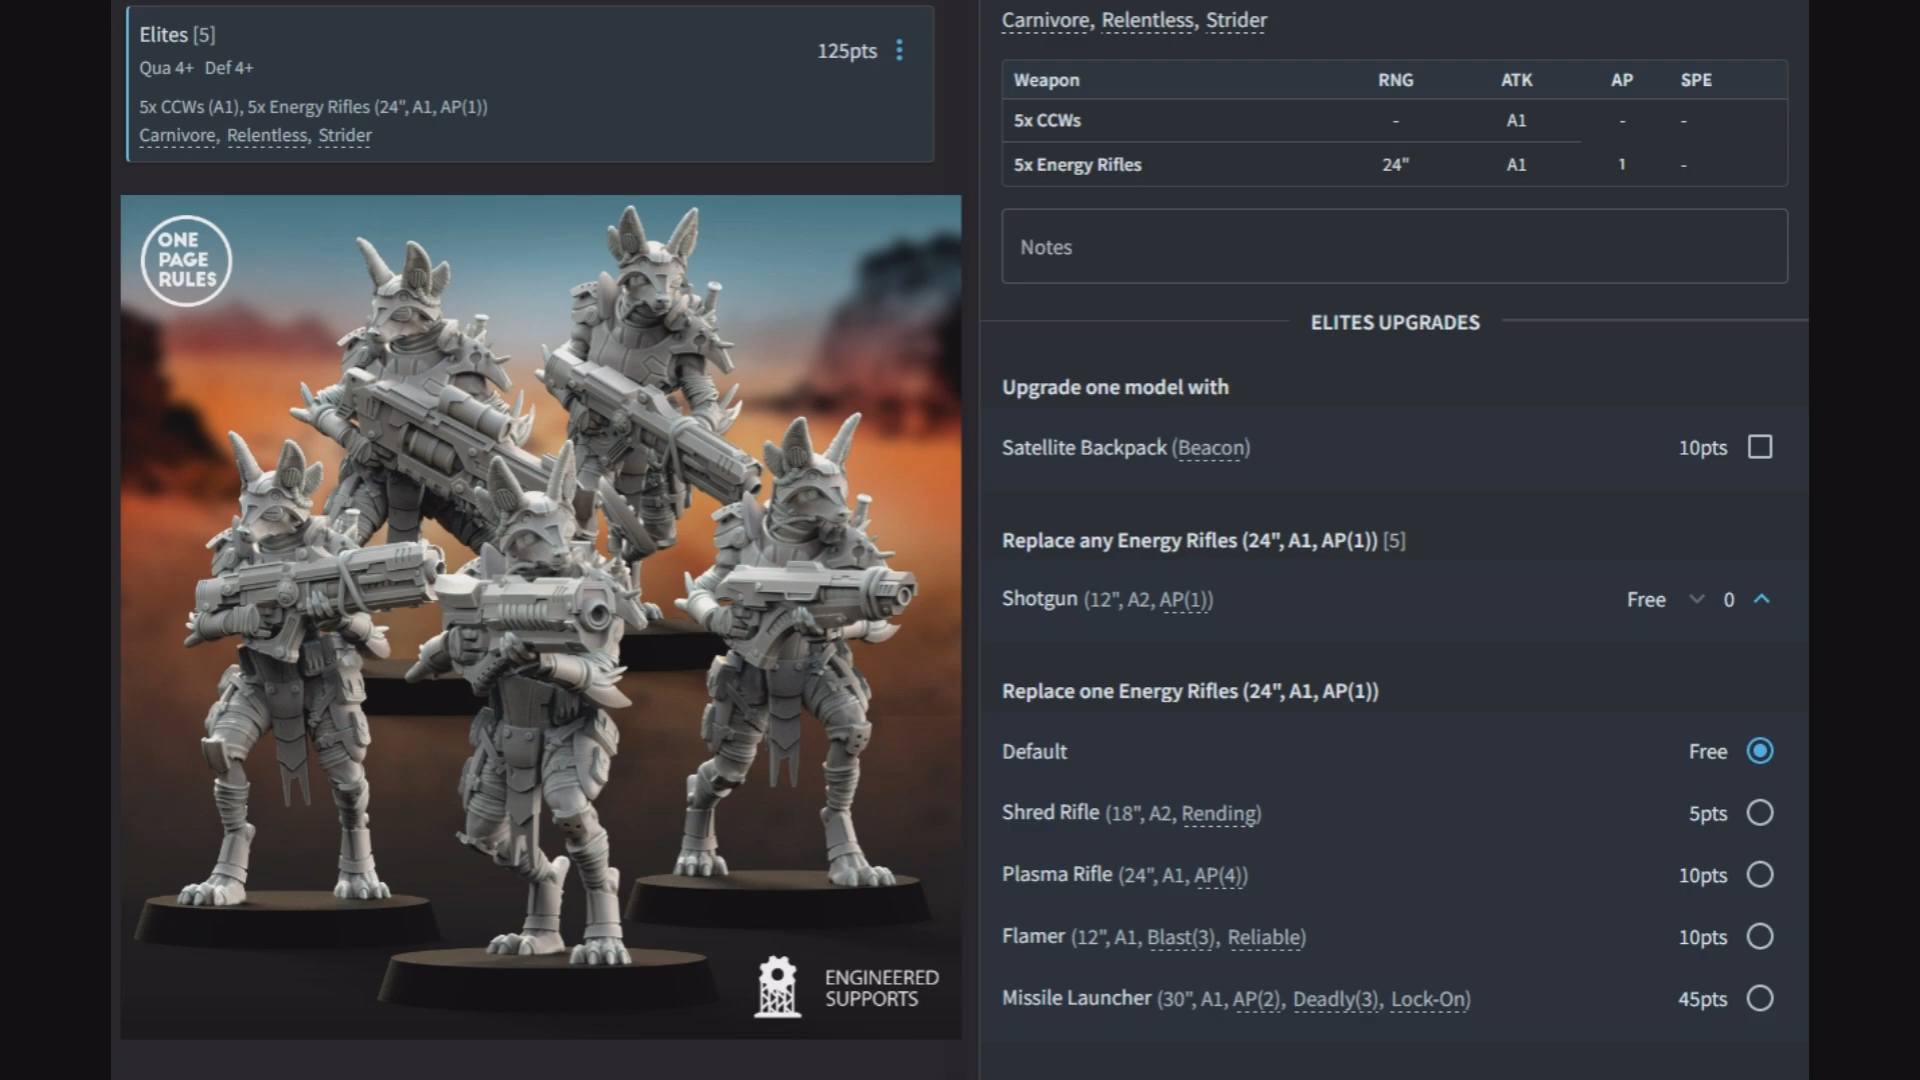 Elites [5]
125pts
Qua 4+ Def 4+
5x CCWs (A1), 5x Energy Rifles (24", A1, AP(1))
Carnivore, Relentless, Strider
ONE
PAGE
RULES
ENGINEERED
SUPPORTS
Carnivore, Relentless, Strider
Weapon RNG ATK AP SPE
5x CCWs - A1 - -
5x Energy Rifles 24" A1 1 -
Notes
ELITES UPGRADES
Upgrade one model with
Satellite Backpack (Beacon) 10pts
Replace any Energy Rifles (24", A1, AP(1)) [5]
Shotgun (12", A2, AP(1)) Free 0
Replace one Energy Rifles (24", A1, AP(1))
Default Free
Shred Rifle (18", A2, Rending) 5pts
Plasma Rifle (24", A1, AP(4)) 10pts
Flamer (12", A1, Blast(3), Reliable) 10pts
Missile Launcher (30", A1, AP(2), Deadly(3), Lock-On) 45pts